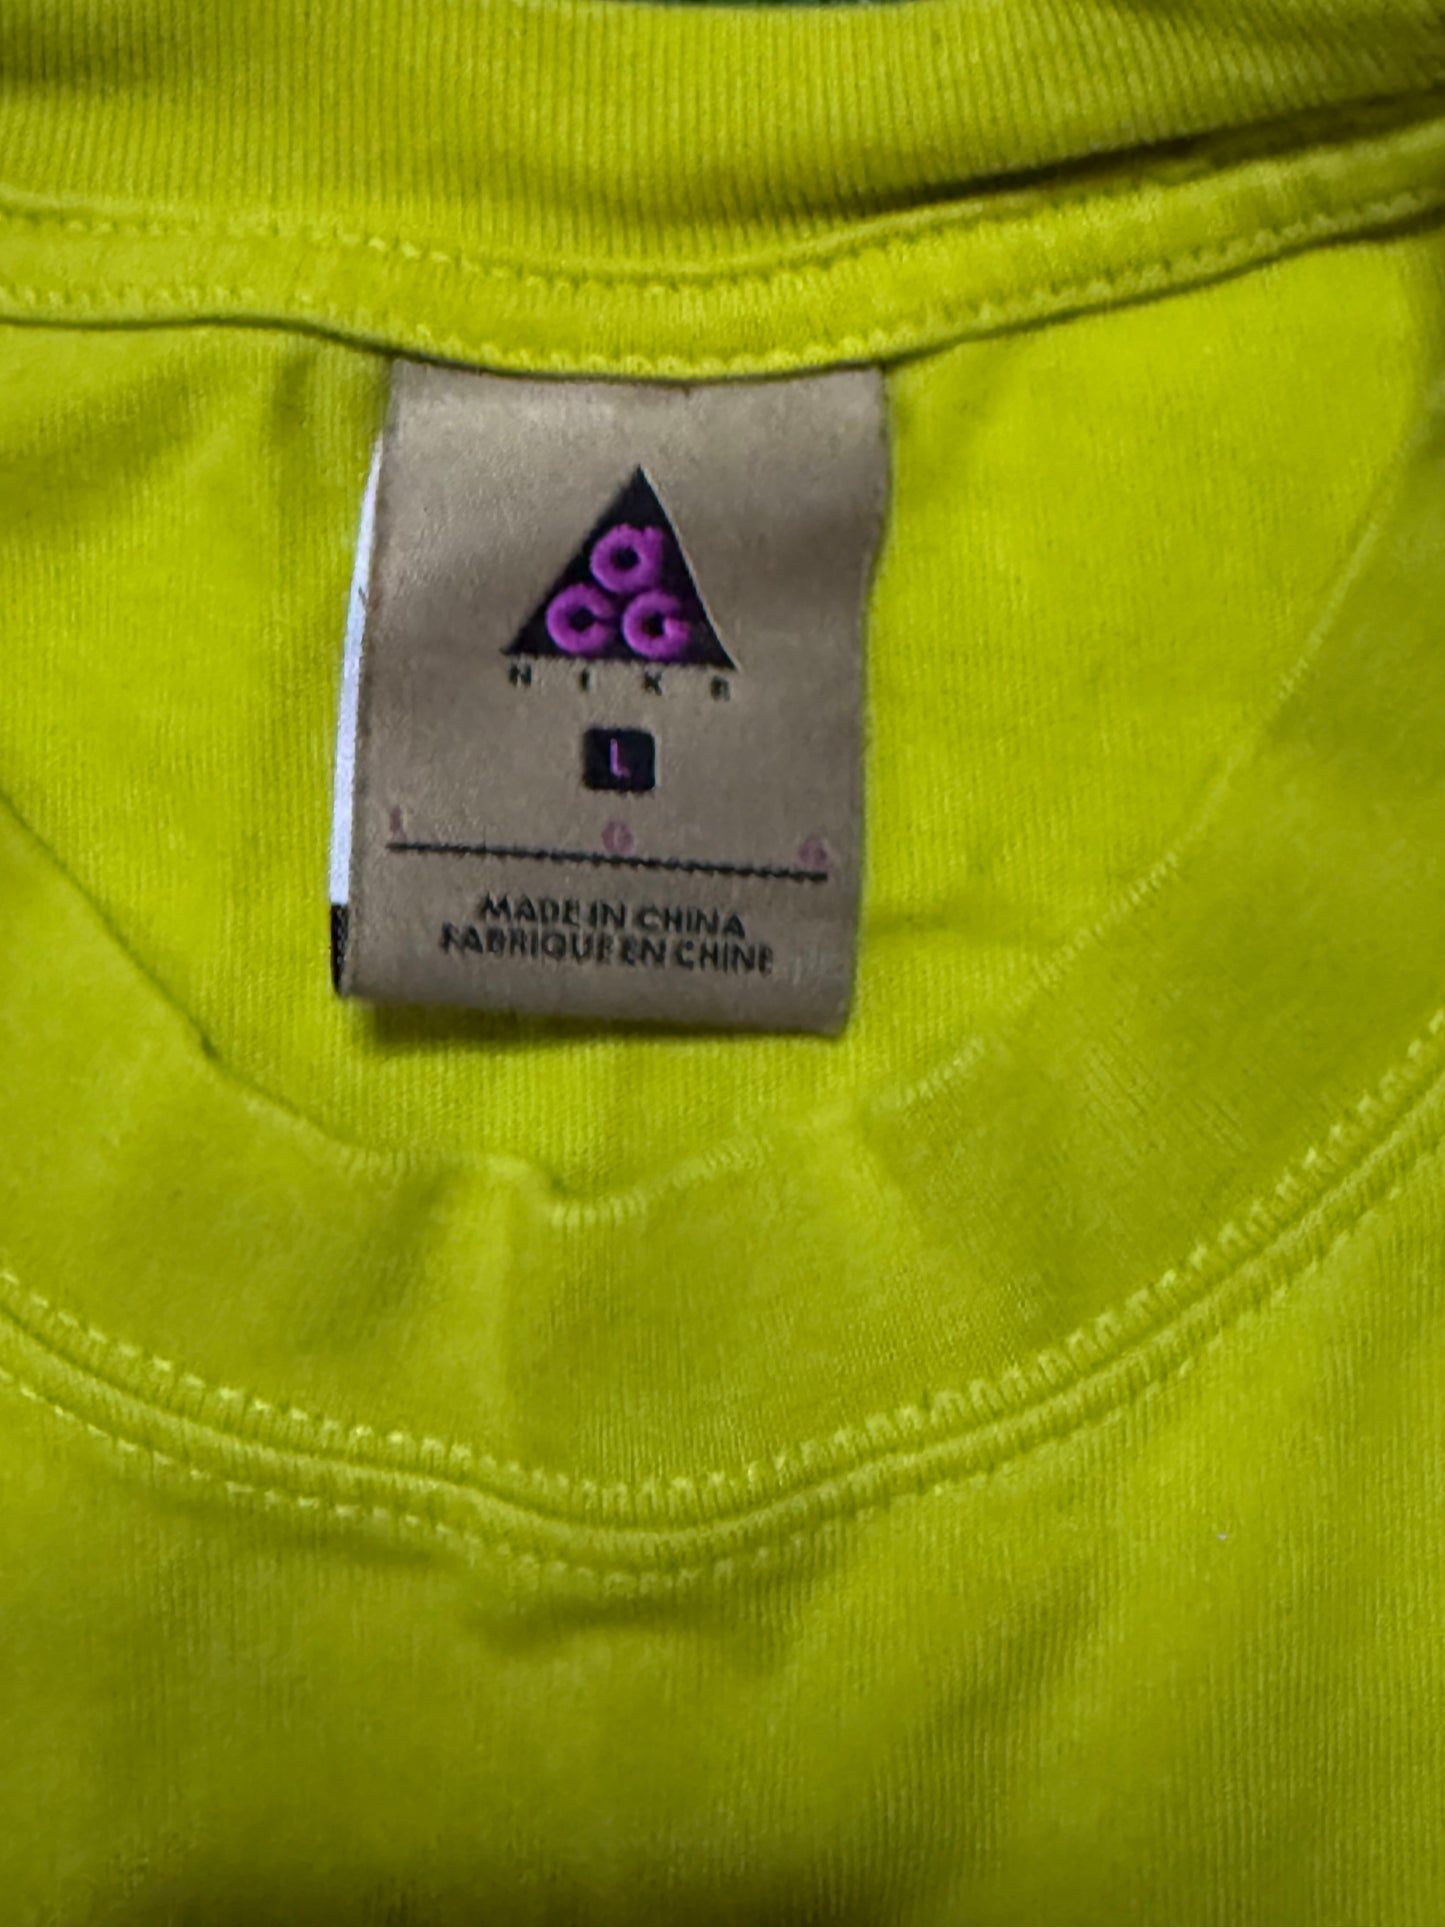 acg
NIKE
L
L G G
MADE IN CHINA
FABRIQUE EN CHINE